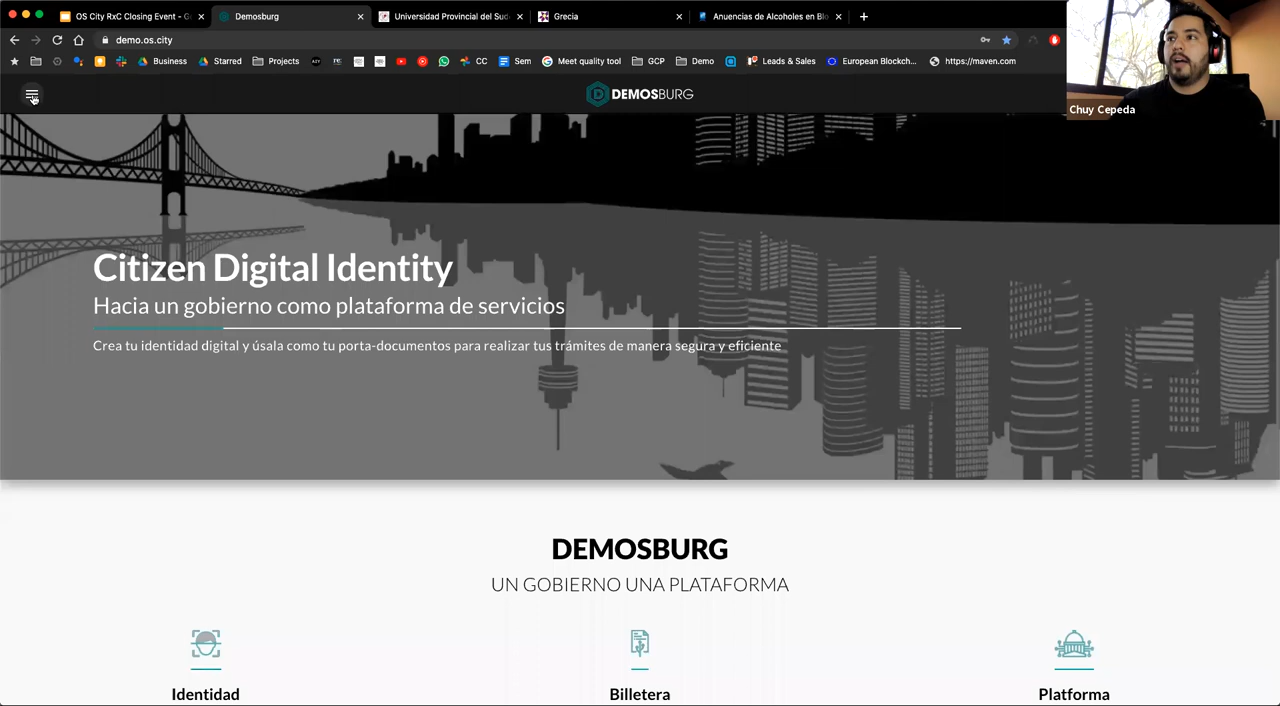 OS City RxC Closing Event - G
Demosburg
Universidad Provincial del Sud
Grecia
Anuencias de Alcoholes en Blo
demo.os.city
Business
Starred
Projects
Sem
Meet quality tool
GCP
Demo
Leads & Sales
European Blockch...
https://maven.com
Chuy Cepeda
DEMOSBURG
Citizen Digital Identity
Hacia un gobierno como plataforma de servicios
Crea tu identidad digital y úsala como tu porta-documentos para realizar tus trámites de manera segura y eficiente
DEMOSBURG
UN GOBIERNO UNA PLATAFORMA
Identidad
Billetera
Platforma